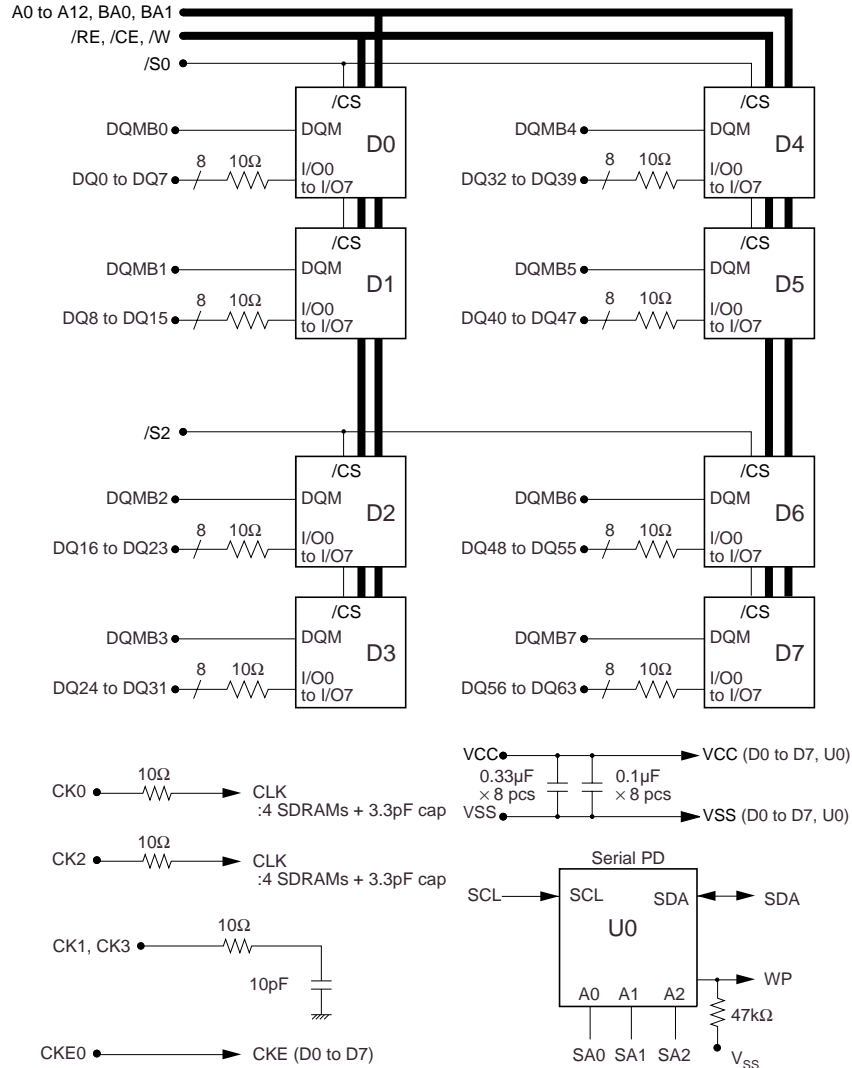 A0 to A12, BA0, BA1
/RE, /CE, /W
/S0
/CS
/CS
DQMB0
DQM
D0
DQMB4
DQM
D4
8
10Ω
8
10Ω
DQ0 to DQ7
I/O0
to I/O7
DQ32 to DQ39
I/O0
to I/O7
/CS
/CS
DQMB1
DQM
D1
DQMB5
DQM
D5
8
10Ω
8
10Ω
DQ8 to DQ15
I/O0
to I/O7
DQ40 to DQ47
I/O0
to I/O7
/S2
/CS
/CS
DQMB2
DQM
D2
DQMB6
DQM
D6
8
10Ω
8
10Ω
DQ16 to DQ23
I/O0
to I/O7
DQ48 to DQ55
I/O0
to I/O7
/CS
/CS
DQMB3
DQM
D3
DQMB7
DQM
D7
8
10Ω
8
10Ω
DQ24 to DQ31
I/O0
to I/O7
DQ56 to DQ63
I/O0
to I/O7
CK0
10Ω
CLK
:4 SDRAMs + 3.3pF cap
CK2
10Ω
CLK
:4 SDRAMs + 3.3pF cap
CK1, CK3
10Ω
10pF
CKE0
CKE (D0 to D7)
VCC
VCC (D0 to D7, U0)
0.33µF
× 8 pcs
0.1µF
× 8 pcs
VSS
VSS (D0 to D7, U0)
Serial PD
SCL
SCL
SDA
SDA
U0
WP
A0 A1 A2
47kΩ
SA0 SA1 SA2
VSS